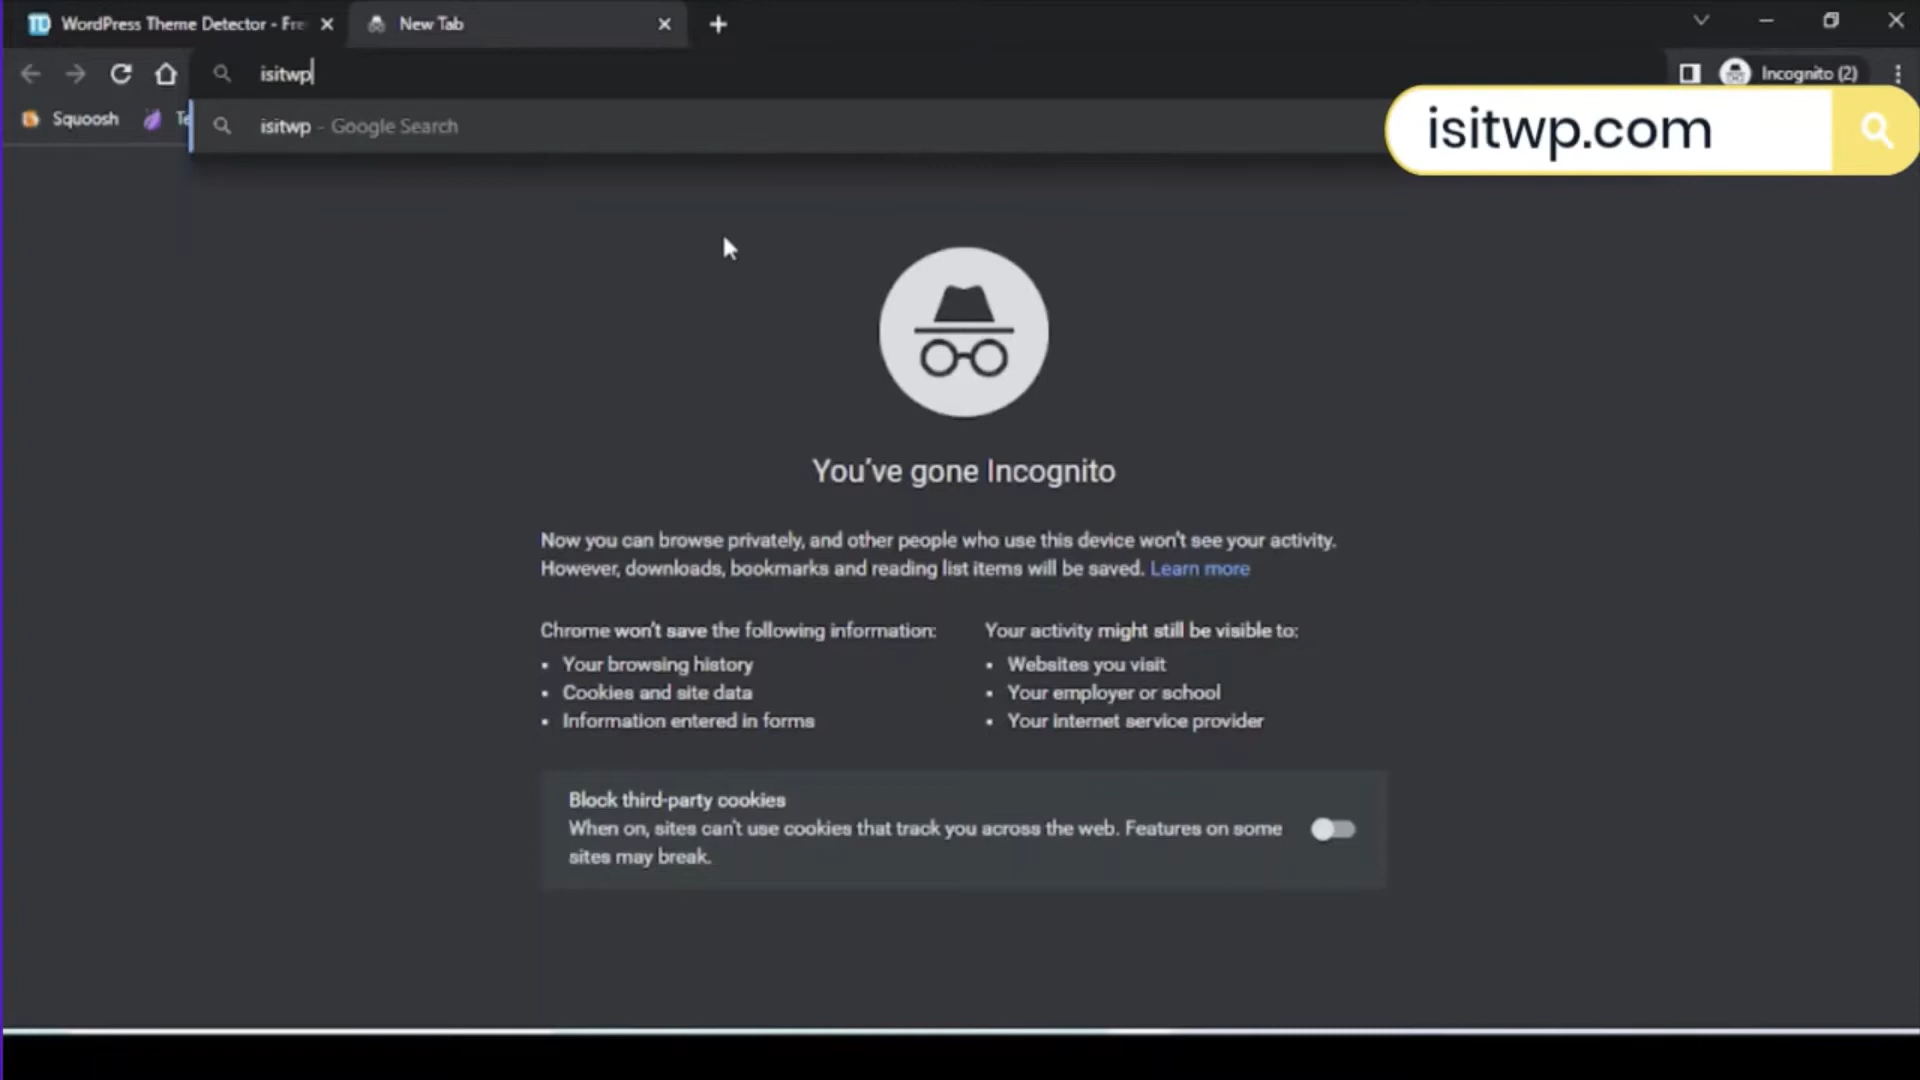 TD WordPress Theme Detector - Fre
New Tab
isitwp
Incognito (2)
Squoosh
Te
isitwp - Google Search
isitwp.com
You've gone Incognito
Now you can browse privately, and other people who use this device won't see your activity.
However, downloads, bookmarks and reading list items will be saved. Learn more
Chrome won't save the following information:
• Your browsing history
• Cookies and site data
• Information entered in forms
Your activity might still be visible to:
• Websites you visit
• Your employer or school
• Your internet service provider
Block third-party cookies
When on, sites can't use cookies that track you across the web. Features on some
sites may break.